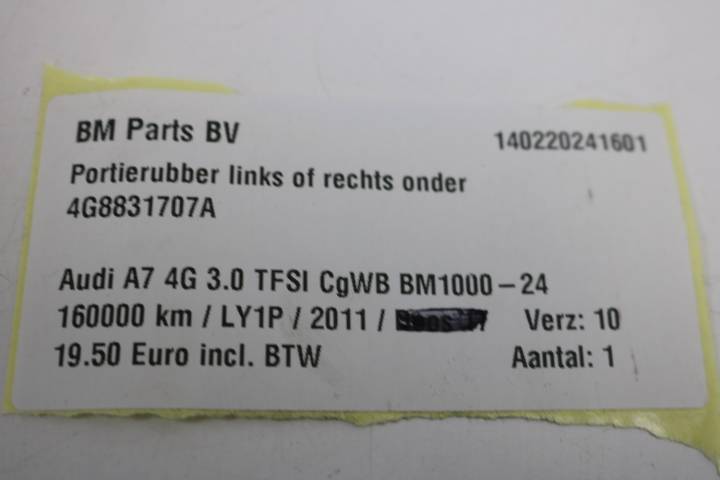 BM Parts BV 140220241601
Portierubber links of rechts onder
4G8831707A
Audi A7 4G 3.0 TFSI CgWB BM1000-24
160000 km / LY1P / 2011 / Verz: 10
19.50 Euro incl. BTW Aantal: 1